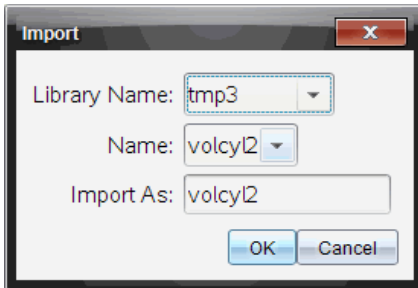 Import
Library Name: tmp3
Name: volcyl2
Import As: volcyl2
OK Cancel